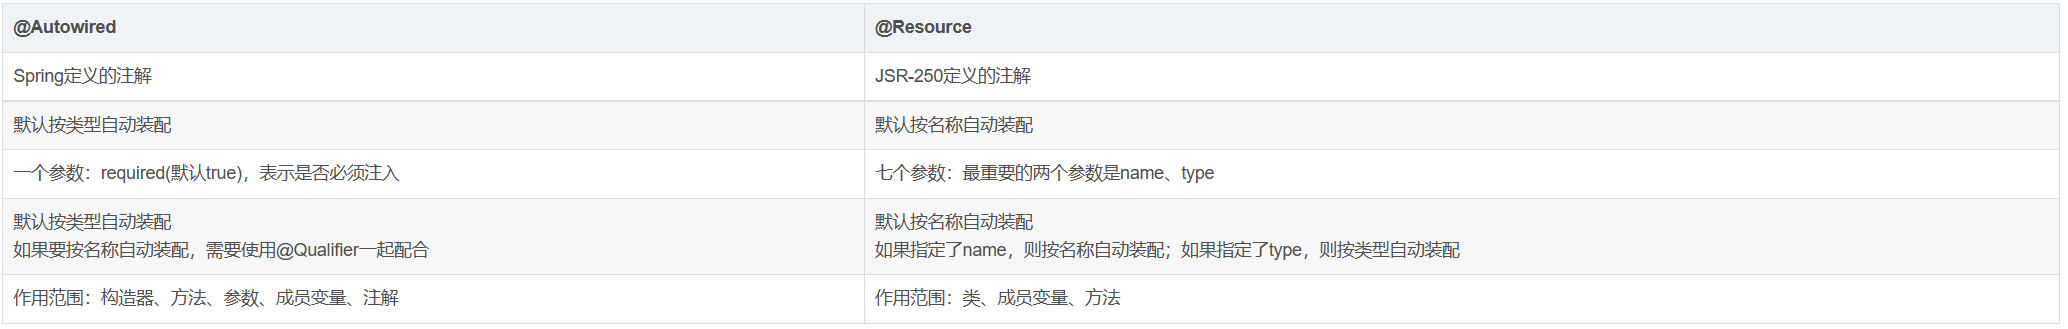 @Autowired
@Resource
Spring定义的注解
JSR-250定义的注解
默认按类型自动装配
默认按名称自动装配
一个参数：required(默认true)，表示是否必须注入
七个参数：最重要的两个参数是name、type
默认按类型自动装配
如果要按名称自动装配，需要使用@Qualifier一起配合
默认按名称自动装配
如果指定了name，则按名称自动装配；如果指定了type，则按类型自动装配
作用范围：构造器、方法、参数、成员变量、注解
作用范围：类、成员变量、方法